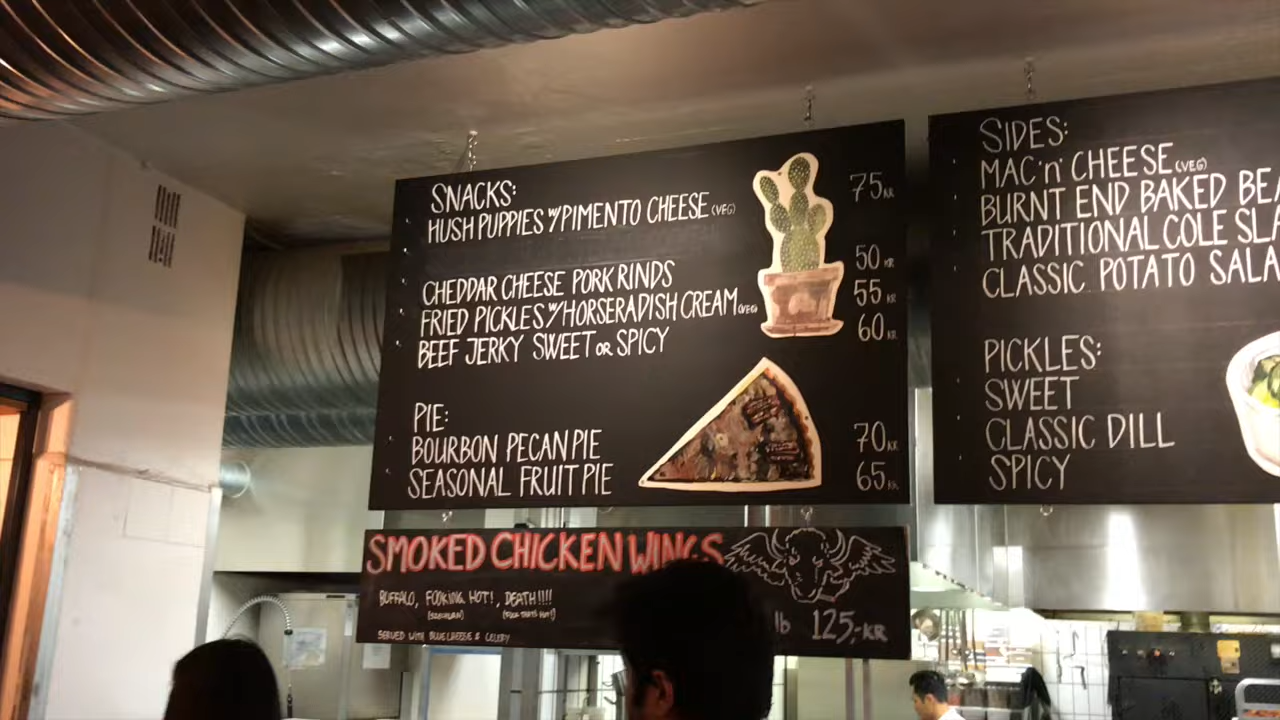 SNACKS:
HUSH PUPPIES w/PIMENTO CHEESE (VEG) 75 KR
CHEDDAR CHEESE PORK RINDS 50 KR
FRIED PICKLES w/HORSERADISH CREAM (VEG) 55 KR
BEEF JERKY SWEET OR SPICY 60 KR
PIE:
BOURBON PECAN PIE 70 KR
SEASONAL FRUIT PIE 65 KR
SMOKED CHICKEN WINGS
BUFFALO, FO\KING HOT!, DEATH!!!!
SERVED WITH BLUE CHEESE & CELERY
lb 125,-KR
SIDES:
MAC 'n' CHEESE (VEG)
BURNT END BAKED BEA
TRADITIONAL COLE SLA
CLASSIC POTATO SALA
PICKLES:
SWEET
CLASSIC DILL
SPICY